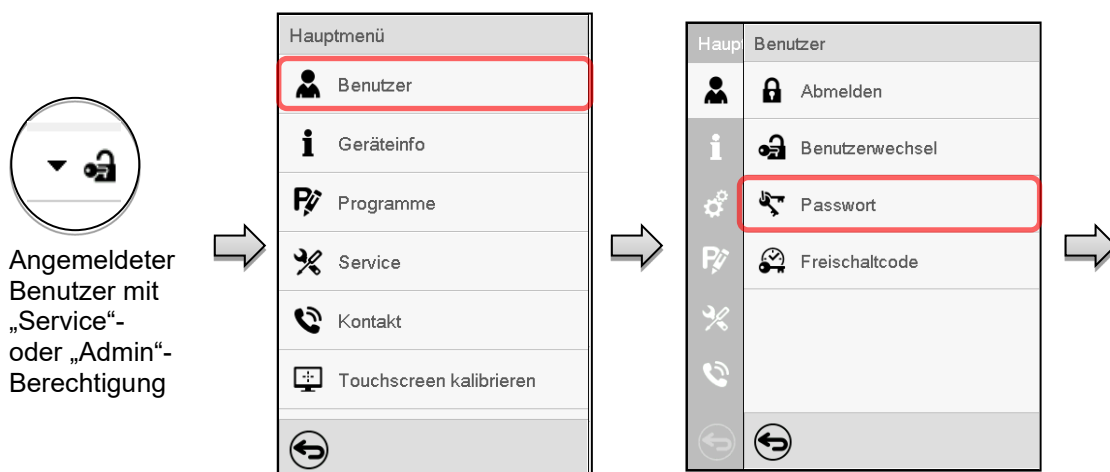 Angemeldeter
Benutzer mit
„Service“-
oder „Admin“-
Berechtigung
Hauptmenü
Benutzer
Geräteinfo
Programme
Service
Kontakt
Touchscreen kalibrieren
Haup
Benutzer
Abmelden
Benutzerwechsel
Passwort
Freischaltcode